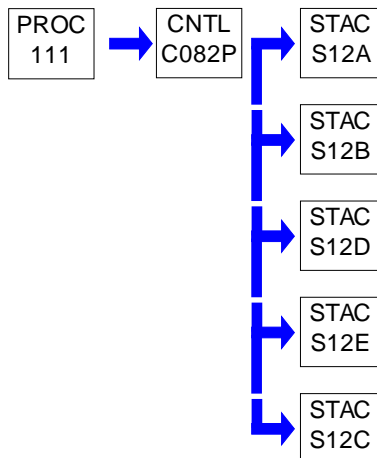 PROC
111
CNTL
C082P
STAC
S12A
STAC
S12B
STAC
S12D
STAC
S12E
STAC
S12C